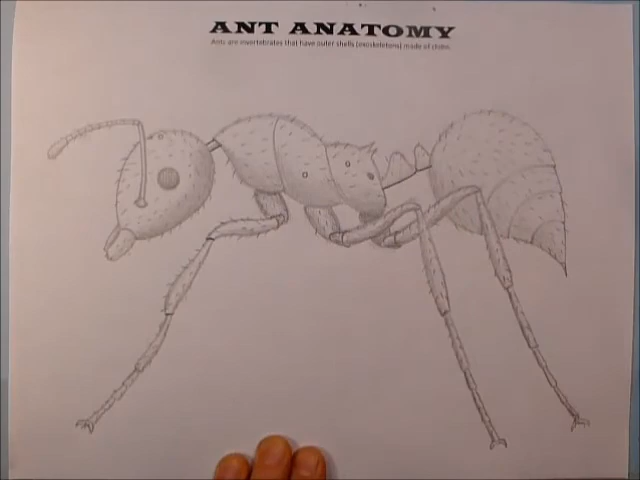 ANT ANATOMY
Ants are invertebrates that have outer shells (exoskeletons) made of chitin.